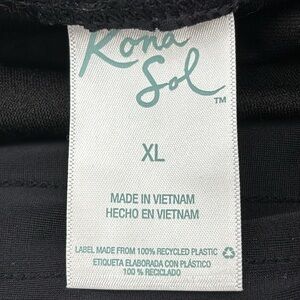 Kona
Sol
TM
XL
MADE IN VIETNAM
HECHO EN VIETNAM
LABEL MADE FROM 100% RECYCLED PLASTIC
ETIQUETA ELABORADA CON PLÁSTICO
100 % RECICLADO